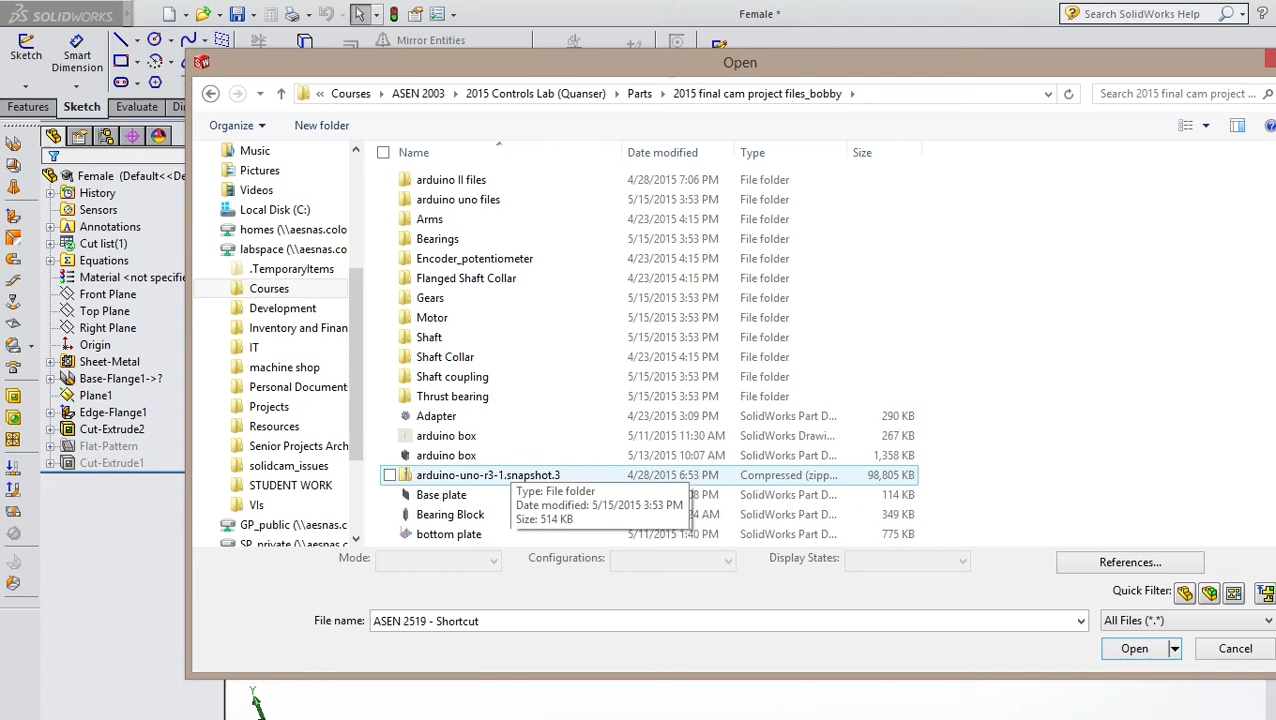 SOLIDWORKS
Female *
Search SolidWorks Help
Sketch
Smart Dimension
Mirror Entities
Features
Sketch
Evaluate
Open
« Courses ASEN 2003 2015 Controls Lab (Quanser) Parts 2015 final cam project files_bobby
Search 2015 final cam project ...
Organize
New folder
Female (Default<<De
History
Sensors
Annotations
Cut list(1)
Equations
Material <not specifie
Front Plane
Top Plane
Right Plane
Origin
Sheet-Metal
Base-Flange1->?
Plane1
Edge-Flange1
Cut-Extrude2
Flat-Pattern
Cut-Extrude1
Music
Pictures
Videos
Local Disk (C:)
homes (\\aesnas.colo
labspace (\\aesnas.co
.TemporaryItems
Courses
Development
Inventory and Finan
IT
machine shop
Personal Document
Projects
Resources
Senior Projects Arch
solidcam_issues
STUDENT WORK
VIs
GP_public (\\aesnas
SP_private (\\aesnas
Name Date modified Type Size
arduino II files 4/28/2015 7:06 PM File folder
arduino uno files 5/15/2015 3:53 PM File folder
Arms 4/23/2015 4:15 PM File folder
Bearings 5/15/2015 3:53 PM File folder
Encoder_potentiometer 4/23/2015 4:15 PM File folder
Flanged Shaft Collar 4/23/2015 4:15 PM File folder
Gears 5/15/2015 3:53 PM File folder
Motor 5/15/2015 3:53 PM File folder
Shaft 5/15/2015 3:53 PM File folder
Shaft Collar 4/23/2015 4:15 PM File folder
Shaft coupling 5/15/2015 3:53 PM File folder
Thrust bearing 5/15/2015 3:53 PM File folder
Adapter 4/23/2015 3:09 PM SolidWorks Part D... 290 KB
arduino box 5/11/2015 11:30 AM SolidWorks Drawi... 267 KB
arduino box 5/13/2015 10:07 AM SolidWorks Part D... 1,358 KB
arduino-uno-r3-1.snapshot.3 4/28/2015 6:53 PM Compressed (zipp... 98,805 KB
Base plate :08 PM SolidWorks Part D... 114 KB
Bearing Block 4 AM SolidWorks Part D... 349 KB
bottom plate 5/11/2015 1:40 PM SolidWorks Part D... 775 KB
Type: File folder
Date modified: 5/15/2015 3:53 PM
Size: 514 KB
Mode:
Configurations:
Display States:
References...
Quick Filter:
File name:
ASEN 2519 - Shortcut
All Files (*.*)
Open
Cancel
Y